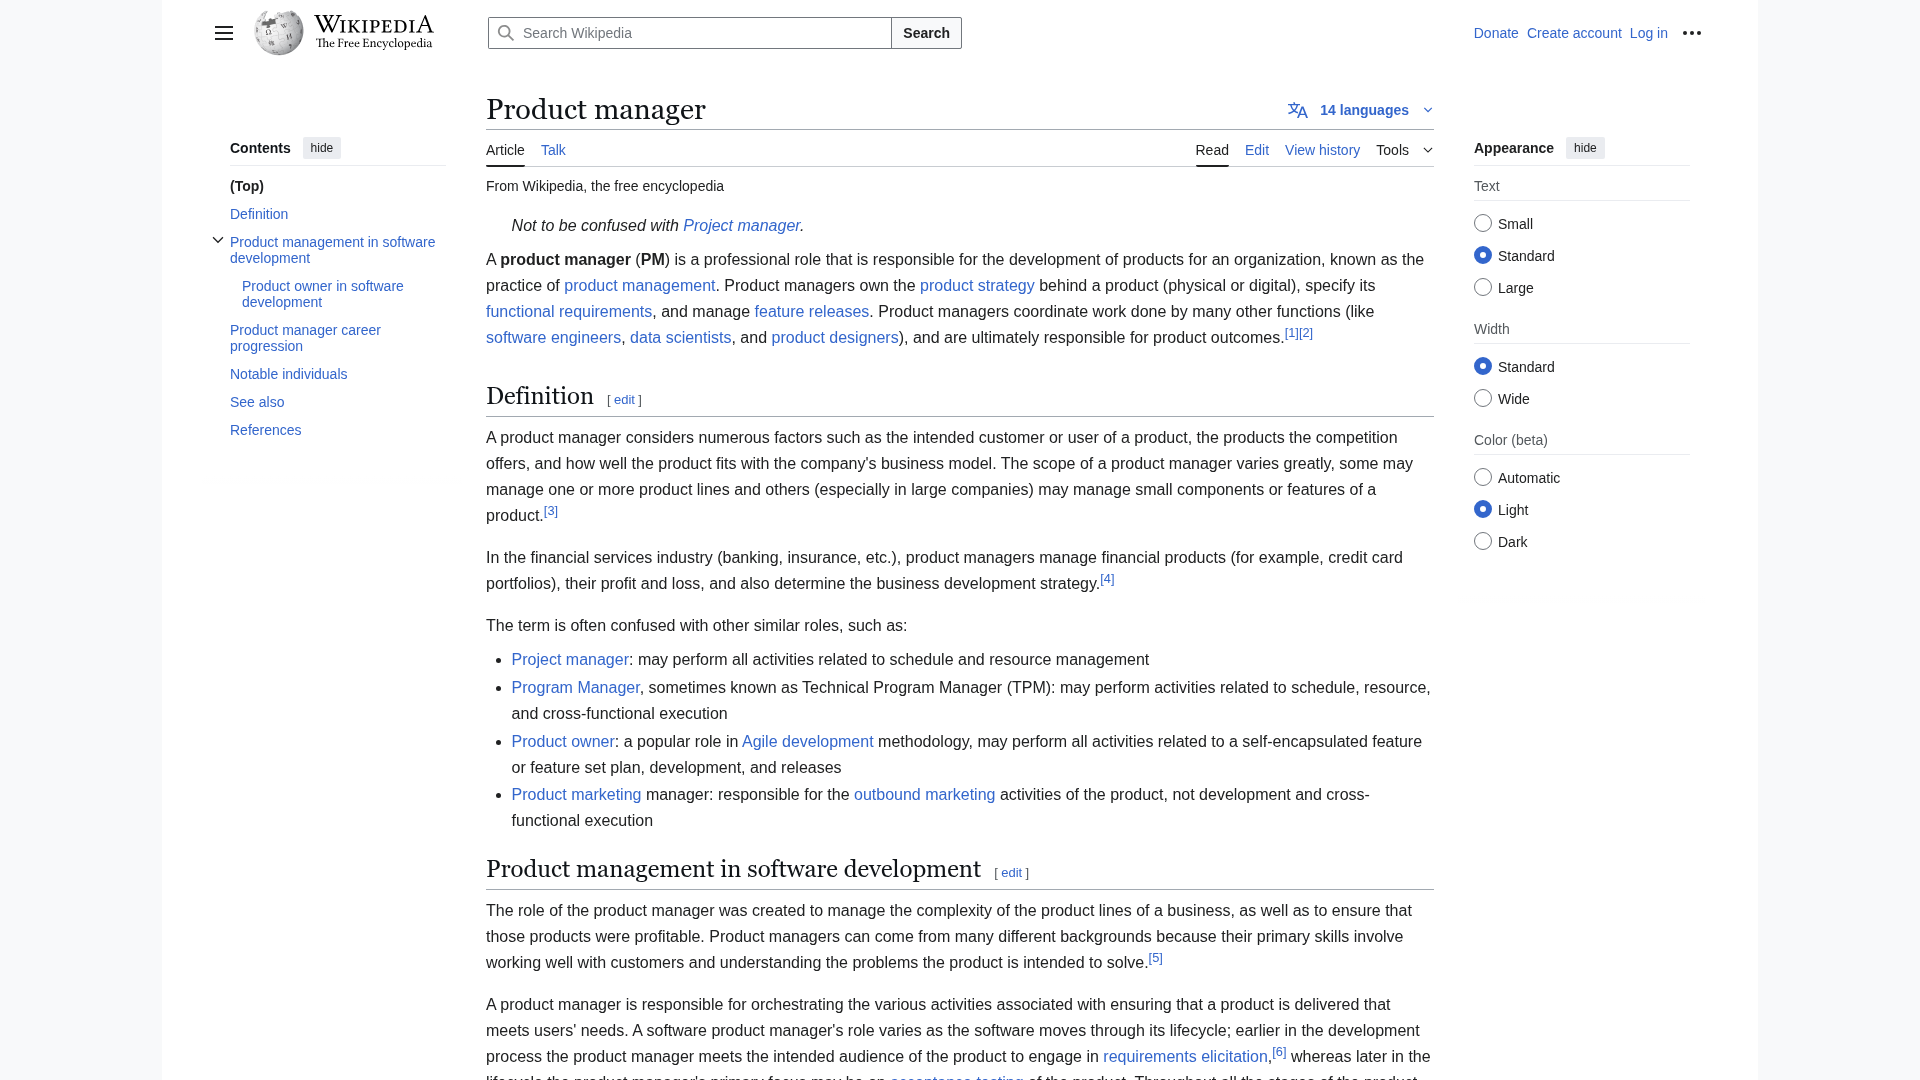 WIKIPEDIA
The Free Encyclopedia
Search Wikipedia
Search
Donate Create account Log in
Product manager
14 languages
Contents hide
(Top)
Definition
Product management in software
development
Product owner in software
development
Product manager career
progression
Notable individuals
See also
References
Article Talk
Read Edit View history Tools
From Wikipedia, the free encyclopedia
Not to be confused with Project manager.
A product manager (PM) is a professional role that is responsible for the development of products for an organization, known as the
practice of product management. Product managers own the product strategy behind a product (physical or digital), specify its
functional requirements, and manage feature releases. Product managers coordinate work done by many other functions (like
software engineers, data scientists, and product designers), and are ultimately responsible for product outcomes.[1][2]
Definition [ edit ]
A product manager considers numerous factors such as the intended customer or user of a product, the products the competition
offers, and how well the product fits with the company's business model. The scope of a product manager varies greatly, some may
manage one or more product lines and others (especially in large companies) may manage small components or features of a
product.[3]
In the financial services industry (banking, insurance, etc.), product managers manage financial products (for example, credit card
portfolios), their profit and loss, and also determine the business development strategy.[4]
The term is often confused with other similar roles, such as:
• Project manager: may perform all activities related to schedule and resource management
• Program Manager, sometimes known as Technical Program Manager (TPM): may perform activities related to schedule, resource,
and cross-functional execution
• Product owner: a popular role in Agile development methodology, may perform all activities related to a self-encapsulated feature
or feature set plan, development, and releases
• Product marketing manager: responsible for the outbound marketing activities of the product, not development and cross-
functional execution
Product management in software development [ edit ]
The role of the product manager was created to manage the complexity of the product lines of a business, as well as to ensure that
those products were profitable. Product managers can come from many different backgrounds because their primary skills involve
working well with customers and understanding the problems the product is intended to solve.[5]
A product manager is responsible for orchestrating the various activities associated with ensuring that a product is delivered that
meets users' needs. A software product manager's role varies as the software moves through its lifecycle; earlier in the development
process the product manager meets the intended audience of the product to engage in requirements elicitation,[6] whereas later in the
lifecycle the product manager's primary focus may be on acceptance testing of the product. Throughout all the stages of the product
Appearance hide
Text
Small
Standard
Large
Width
Standard
Wide
Color (beta)
Automatic
Light
Dark